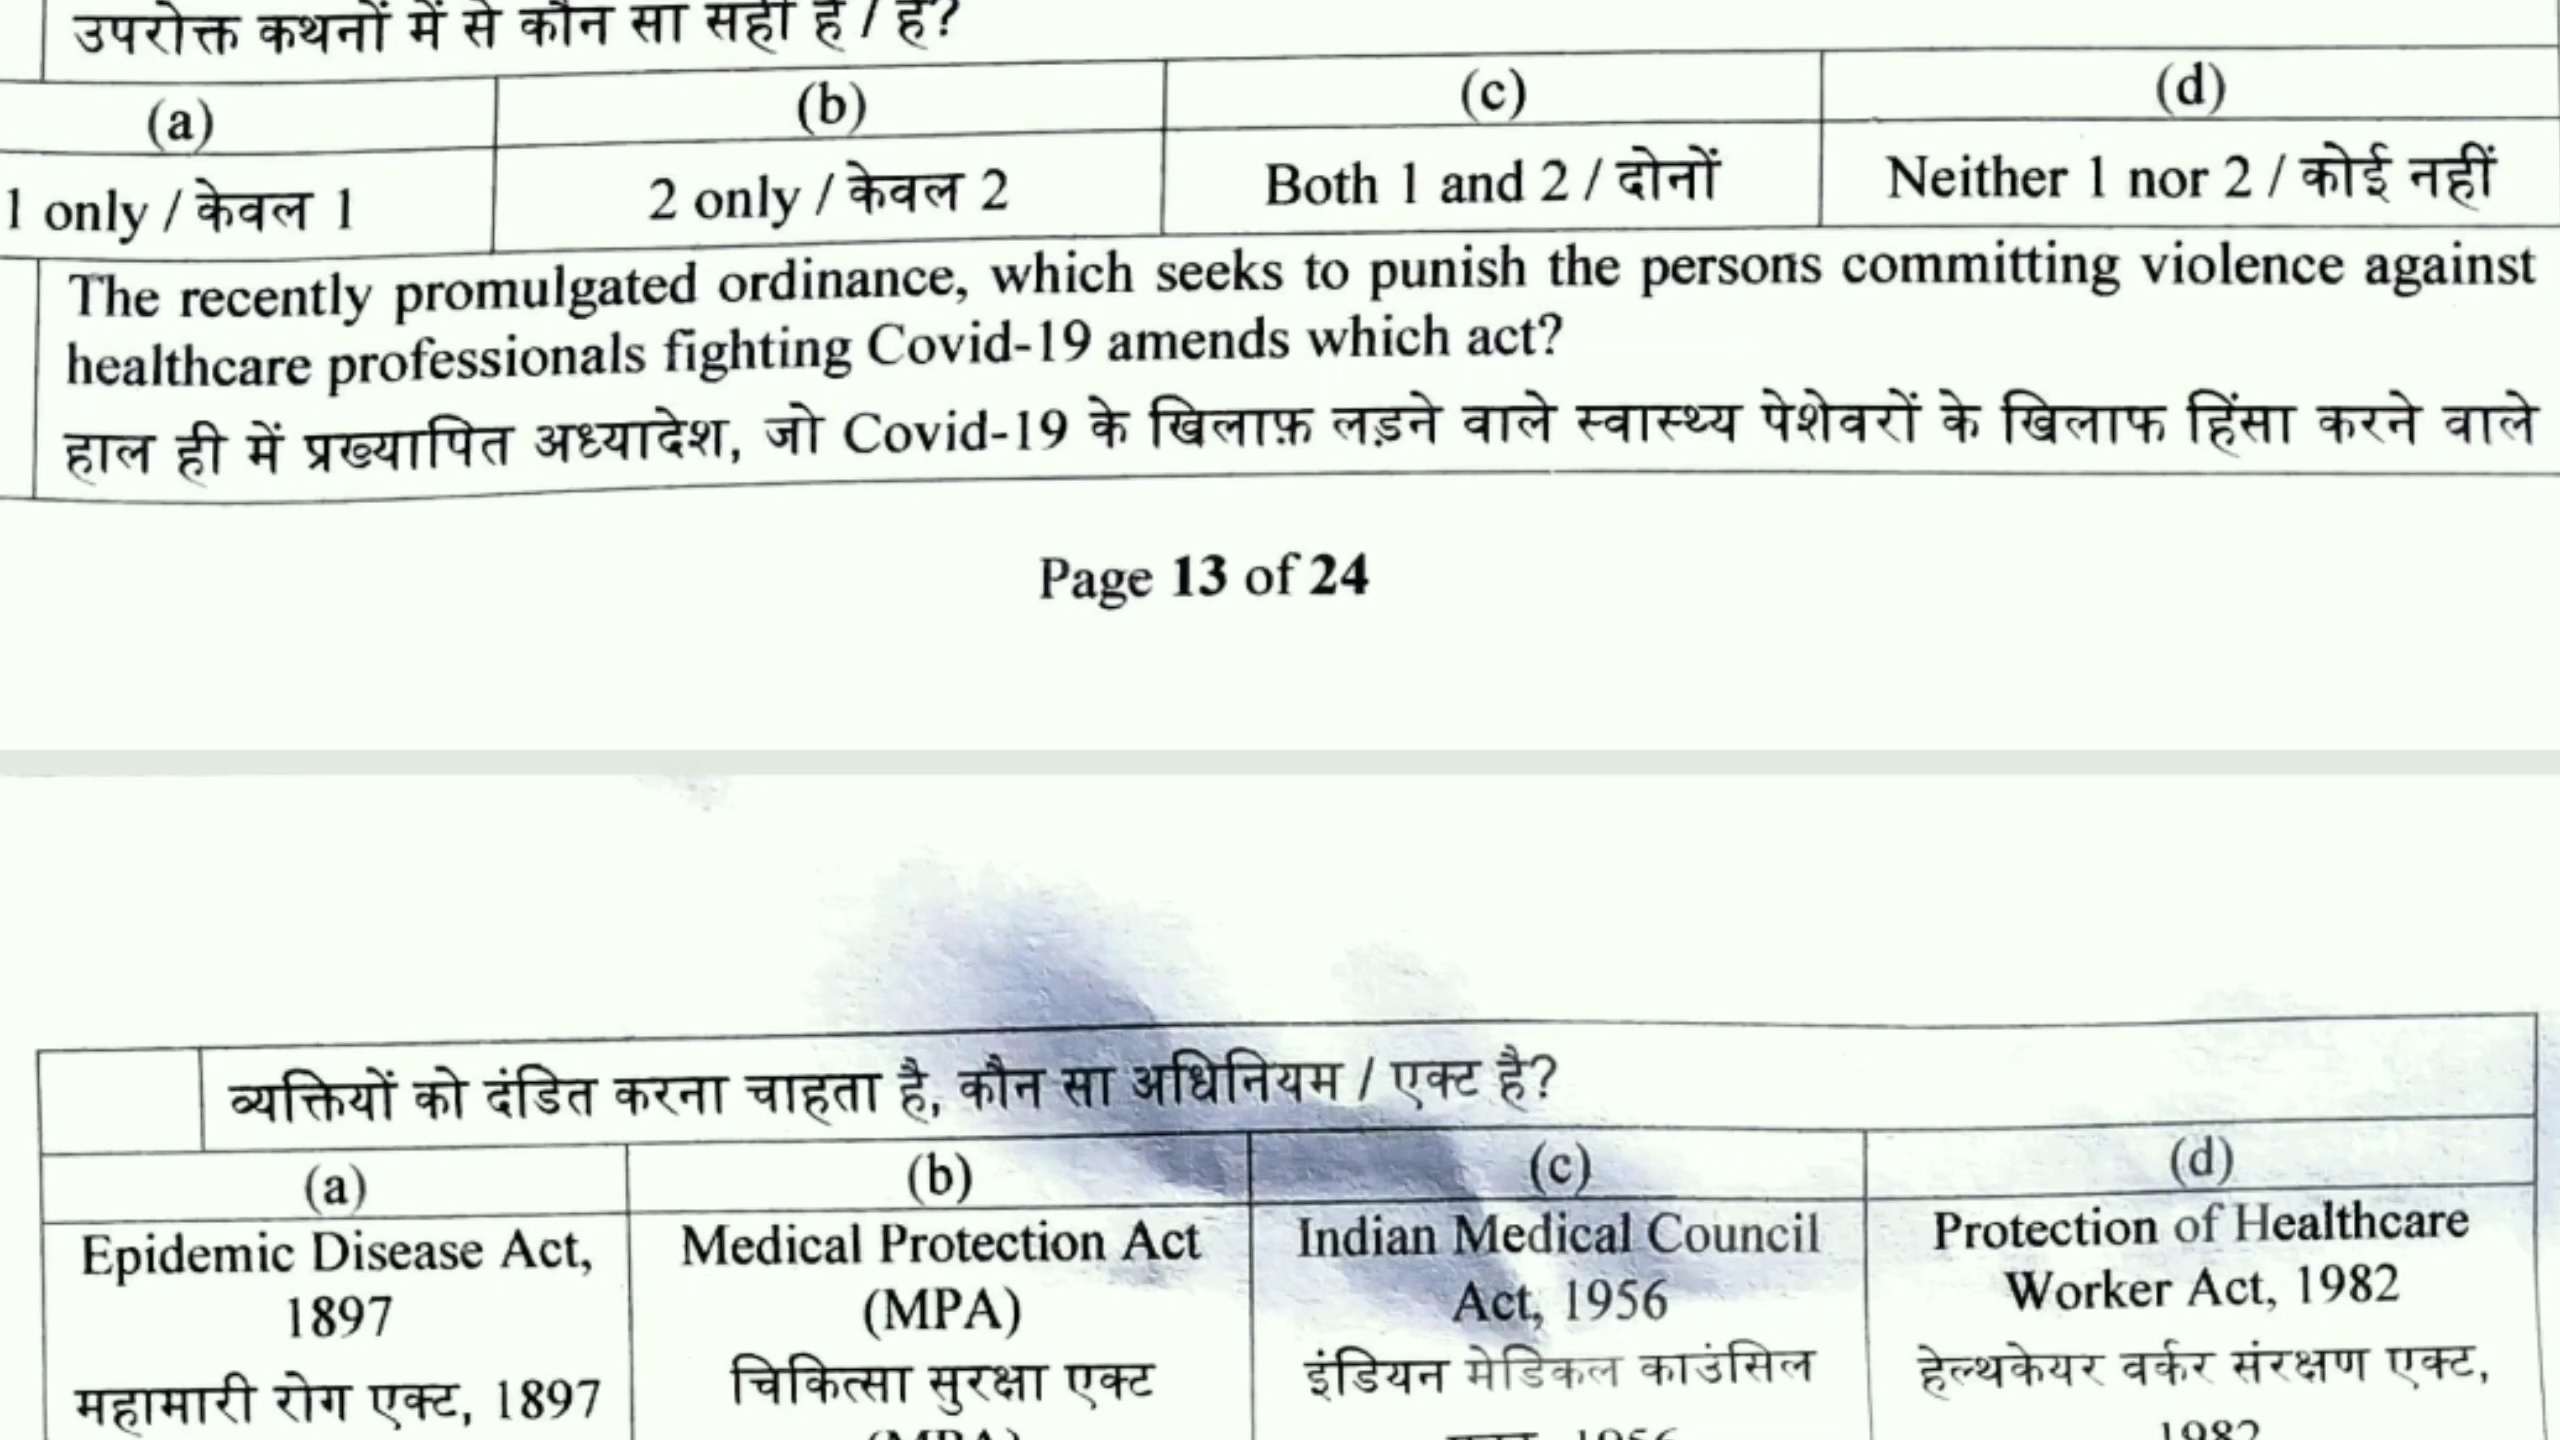 उपरोक्त कथनों में से कौन सा सही है / हैं?
(a) (b) (c) (d)
1 only / केवल 1 2 only / केवल 2 Both 1 and 2 / दोनों Neither 1 nor 2 / कोई नहीं
The recently promulgated ordinance, which seeks to punish the persons committing violence against
healthcare professionals fighting Covid-19 amends which act?
हाल ही में प्रख्यापित अध्यादेश, जो Covid-19 के खिलाफ़ लड़ने वाले स्वास्थ्य पेशेवरों के खिलाफ हिंसा करने वाले
Page 13 of 24
व्यक्तियों को दंडित करना चाहता है, कौन सा अधिनियम / एक्ट है?
(a) (b) (c) (d)
Epidemic Disease Act, Medical Protection Act Indian Medical Council Protection of Healthcare
1897 (MPA) Act, 1956 Worker Act, 1982
महामारी रोग एक्ट, 1897 चिकित्सा सुरक्षा एक्ट इंडियन मेडिकल काउंसिल हेल्थकेयर वर्कर संरक्षण एक्ट,
(MPA) एक्ट, 1956 1982